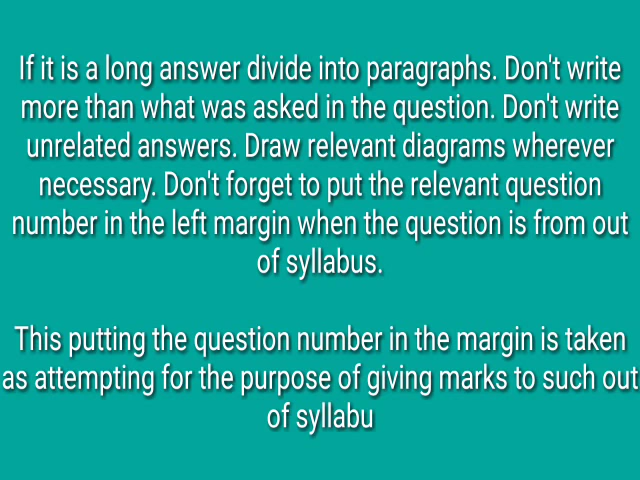 If it is a long answer divide into paragraphs. Don't write
more than what was asked in the question. Don't write
unrelated answers. Draw relevant diagrams wherever
necessary. Don't forget to put the relevant question
number in the left margin when the question is from out
of syllabus.
This putting the question number in the margin is taken
as attempting for the purpose of giving marks to such out
of syllabu